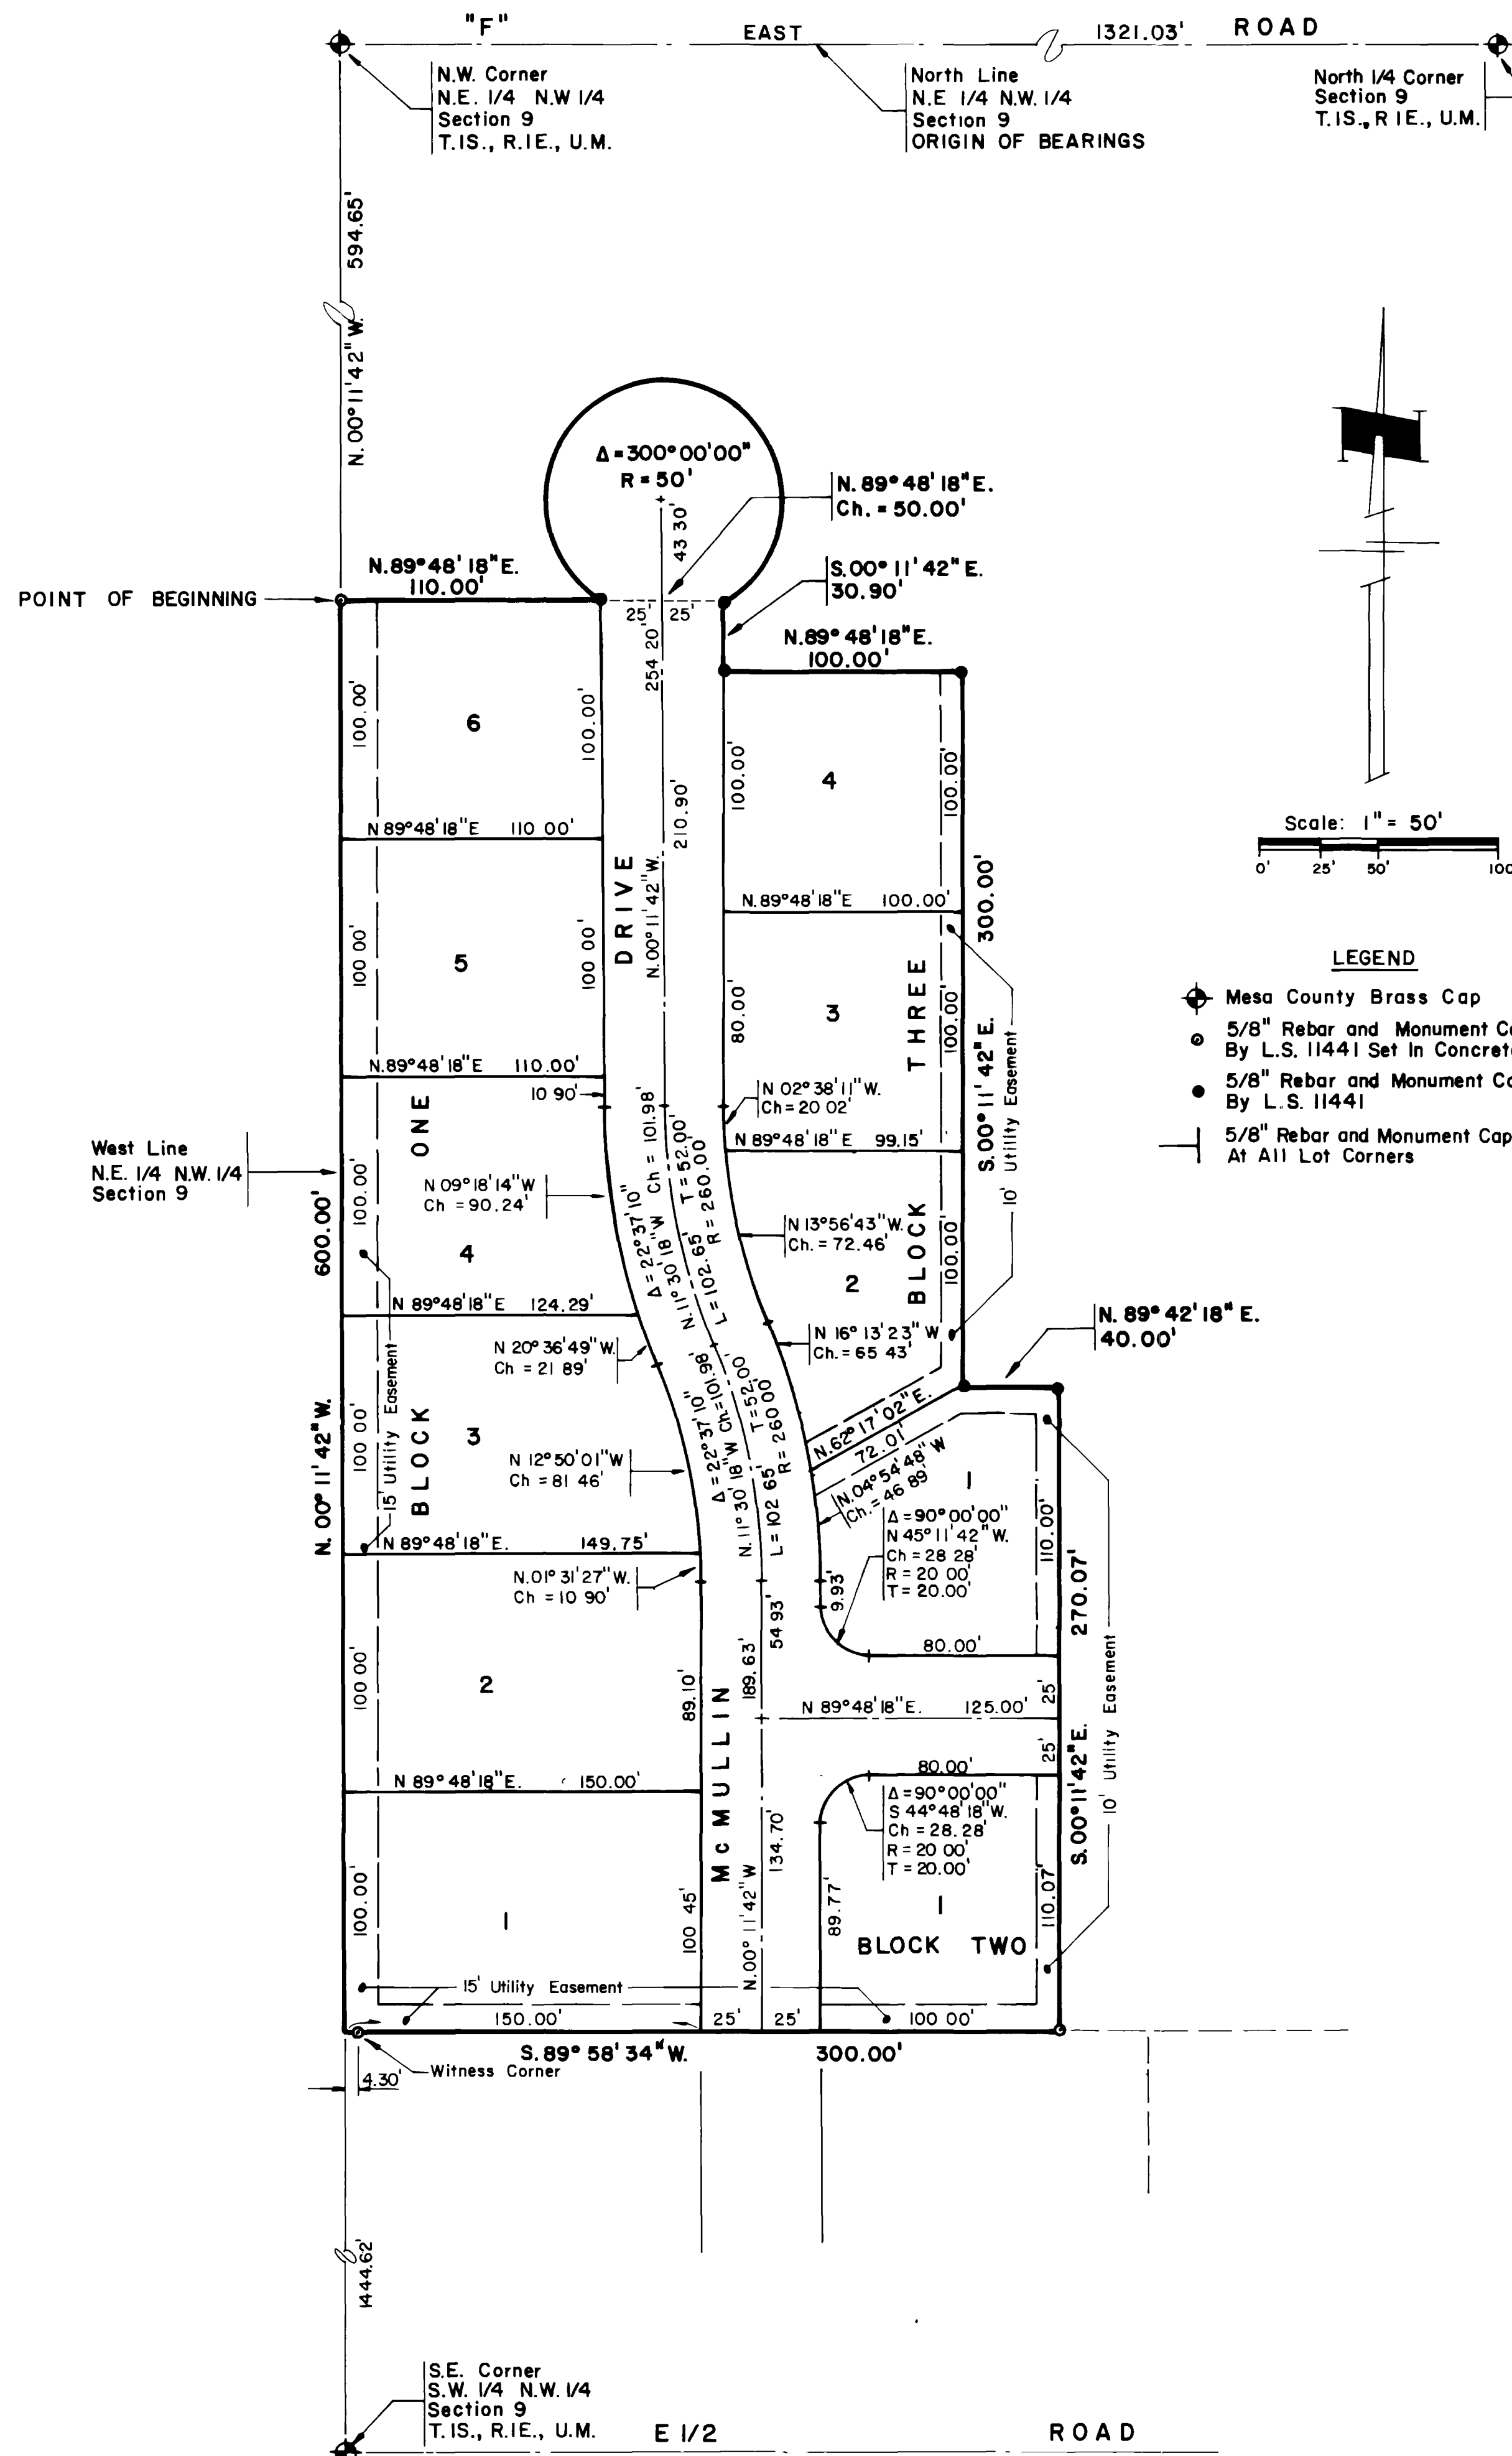 "F" EAST 1321.03' ROAD
N.W. Corner
N.E. 1/4 N.W 1/4
Section 9
T.IS., R.IE., U.M.
North Line
N.E 1/4 N.W. 1/4
Section 9
ORIGIN OF BEARINGS
North 1/4 Corner
Section 9
T.IS., R IE., U.M.
594.65'
N.00°11'42"W.
Δ=300°00'00"
R=50'
43 30'
N.89°48'18"E.
Ch.=50.00'
N.89°48'18"E.
110.00'
S.00°11'42"E.
30.90'
POINT OF BEGINNING
25' 25'
N.89°48'18"E.
100.00'
254 20'
100.00'
6
100.00'
210.90'
100.00'
4
100.00'
N 89°48'18"E 110 00'
Scale: 1" = 50'
0' 25' 50' 100
DRIVE
N.00°11'42"W.
N.89°48'18"E 100.00'
300.00'
100 00'
5
100 00'
80.00'
3
THREE
100.00'
S.00°11'42"E.
10' Utility Easement
LEGEND
Mesa County Brass Cap
5/8" Rebar and Monument Ca
By L.S. 11441 Set In Concrete
5/8" Rebar and Monument Ca
By L.S. 11441
5/8" Rebar and Monument Cap
At All Lot Corners
N.89°48'18"E 110.00'
10 90'
N 02°38'11"W.
Ch=20 02'
N 89°48'18"E 99.15'
West Line
N.E. 1/4 N.W. 1/4
Section 9
ONE
100.00'
600.00'
N 09°18'14"W
Ch =90.24'
4
Δ=22°37'10"
N.11°30'18"W Ch = 101.98'
L=102.65' T=52.00'
R=260.00'
N 13°56'43"W.
Ch.=72.46'
2
BLOCK
100.00'
N 89°48'18"E 124.29'
N 20°36'49"W.
Ch =21 89'
N 16°13'23"W
Ch.=65 43'
N. 89°42'18"E.
40.00'
15' Utility Easement
100 00'
N. 00°11'42"W.
BLOCK
3
N 12°50'01"W
Ch =81 46'
Δ=22°37'10"
N.11°30'18"W Ch=101.98'
L=102 65' T=52.00'
R=260 00'
N.62°17'02"E.
72.01'
N.04°54'48"W
Ch.=46 89'
1
Δ=90°00'00"
N 45°11'42"W.
Ch =28 28'
R=20 00'
T=20.00'
110.00'
N 89°48'18"E. 149.75'
N.01°31'27"W.
Ch =10 90'
9.93'
54 93'
270.07'
80.00'
100 00'
2
89.10'
189.63'
N 89°48'18"E. 125.00'
25'
25'
S.00°11'42"E.
10' Utility Easement
80.00'
N 89°48'18"E. 150.00'
McMULLIN
134.70'
Δ=90°00'00"
S 44°48'18"W.
Ch =28.28'
R=20 00'
T=20.00'
100.00'
1
100 45'
N.00°11'42"W
89.77'
1
BLOCK TWO
110.07'
15' Utility Easement
150.00' 25' 25' 100 00'
S.89°58'34"W. 300.00'
Witness Corner
4.30'
1444.62'
S.E. Corner
S.W. 1/4 N.W. 1/4
Section 9
T.IS., R.IE., U.M.
E 1/2 ROAD